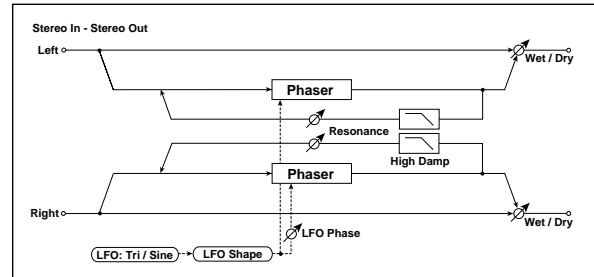 Stereo In - Stereo Out
Left
Wet / Dry
Phaser
Resonance
High Damp
Phaser
Right
Wet / Dry
LFO Phase
LFO: Tri / Sine
LFO Shape